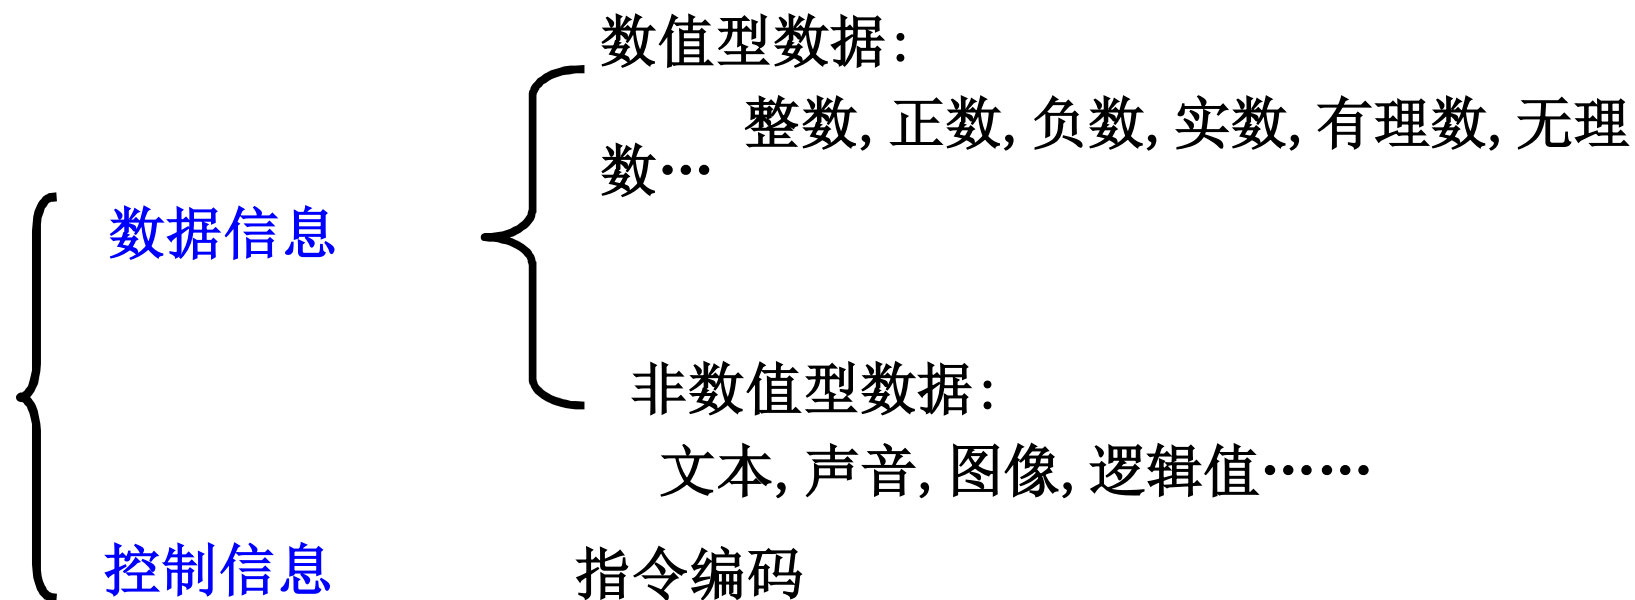 数值型数据:
整数, 正数, 负数, 实数, 有理数, 无理
数…
数据信息
非数值型数据:
文本, 声音, 图像, 逻辑值……
控制信息 指令编码